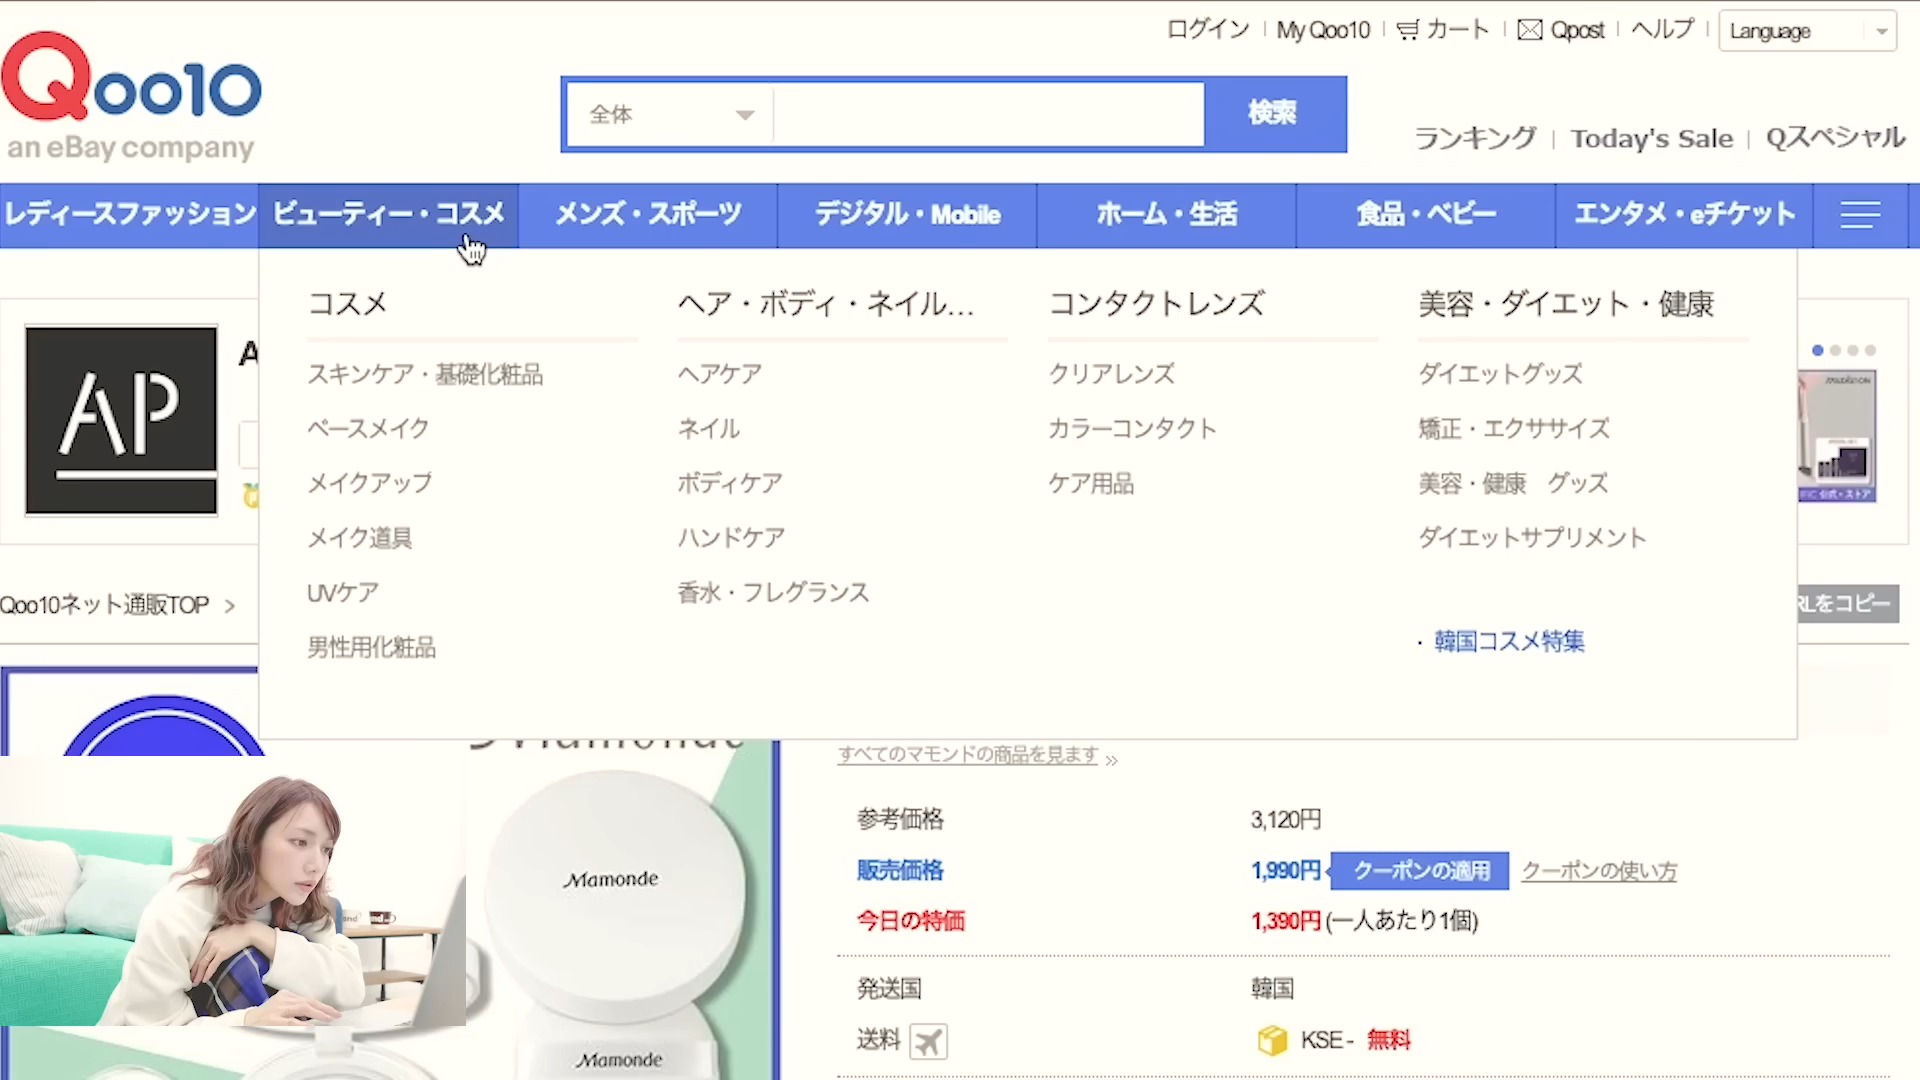 ログイン | My Qoo10 | カート | Qpost | ヘルプ | Language
Qoo10
an eBay company
全体
検索
ランキング | Today's Sale | Qスペシャル
レディースファッション
ビューティー・コスメ
メンズ・スポーツ
デジタル・Mobile
ホーム・生活
食品・ベビー
エンタメ・eチケット
コスメ
スキンケア・基礎化粧品
ベースメイク
メイクアップ
メイク道具
UVケア
男性用化粧品
ヘア・ボディ・ネイル...
ヘアケア
ネイル
ボディケア
ハンドケア
香水・フレグランス
コンタクトレンズ
クリアレンズ
カラーコンタクト
ケア用品
美容・ダイエット・健康
ダイエットグッズ
矯正・エクササイズ
美容・健康 グッズ
ダイエットサプリメント
・韓国コスメ特集
AP
A
Qoo10ネット通販TOP >
RLをコピー
すべてのマモンドの商品を見ます »
参考価格 3,120円
販売価格 1,990円 クーポンの適用 クーポンの使い方
今日の特価 1,390円 (一人あたり1個)
発送国 韓国
送料 KSE - 無料
Mamonde
Mamonde
Mamonde